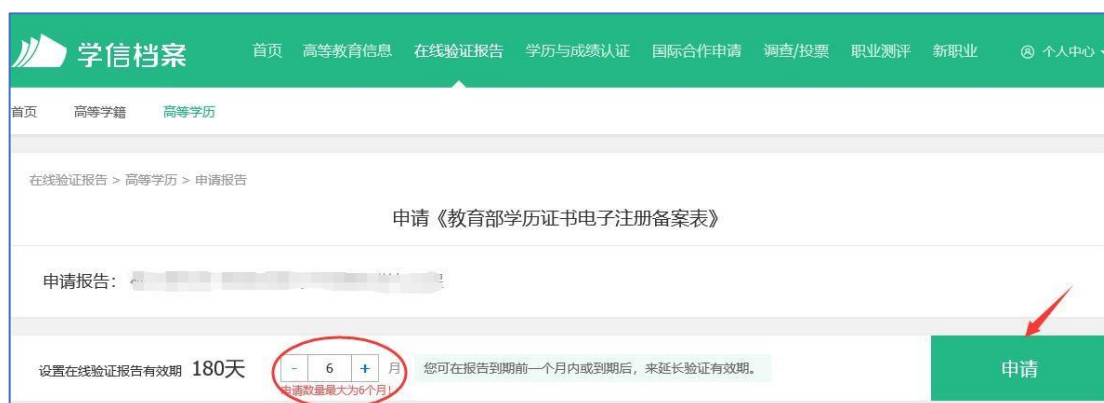 学信档案 首页 高等教育信息 在线验证报告 学历与成绩认证 国际合作申请 调查/投票 职业测评 新职业 个人中心
首页 高等学籍 高等学历
在线验证报告 > 高等学历 > 申请报告
申请《教育部学历证书电子注册备案表》
申请报告：
设置在线验证报告有效期 180天 - 6 + 月 您可在报告到期前一个月内或到期后，来延长验证有效期。 申请
申请数量最大为6个月!